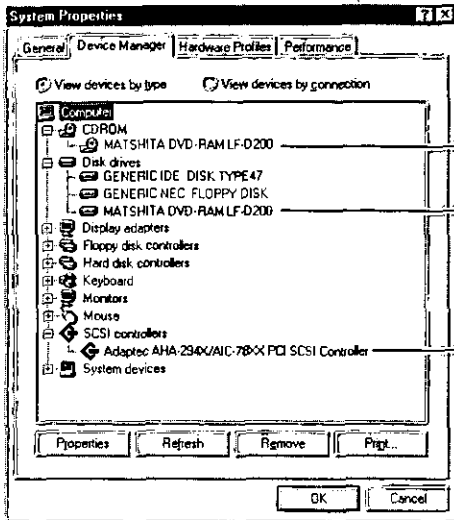 System Properties
General Device Manager Hardware Profiles Performance
View devices by type View devices by connection
Computer
CDROM
MATSHITA DVD-RAM LF-D200
Disk drives
GENERIC IDE DISK TYPE47
GENERIC NEC FLOPPY DISK
MATSHITA DVD-RAM LF-D200
Display adapters
Floppy disk controllers
Hard disk controllers
Keyboard
Monitors
Mouse
SCSI controllers
Adaptec AHA-294X/AIC-78XX PCI SCSI Controller
System devices
Properties Refresh Remove Print...
OK Cancel